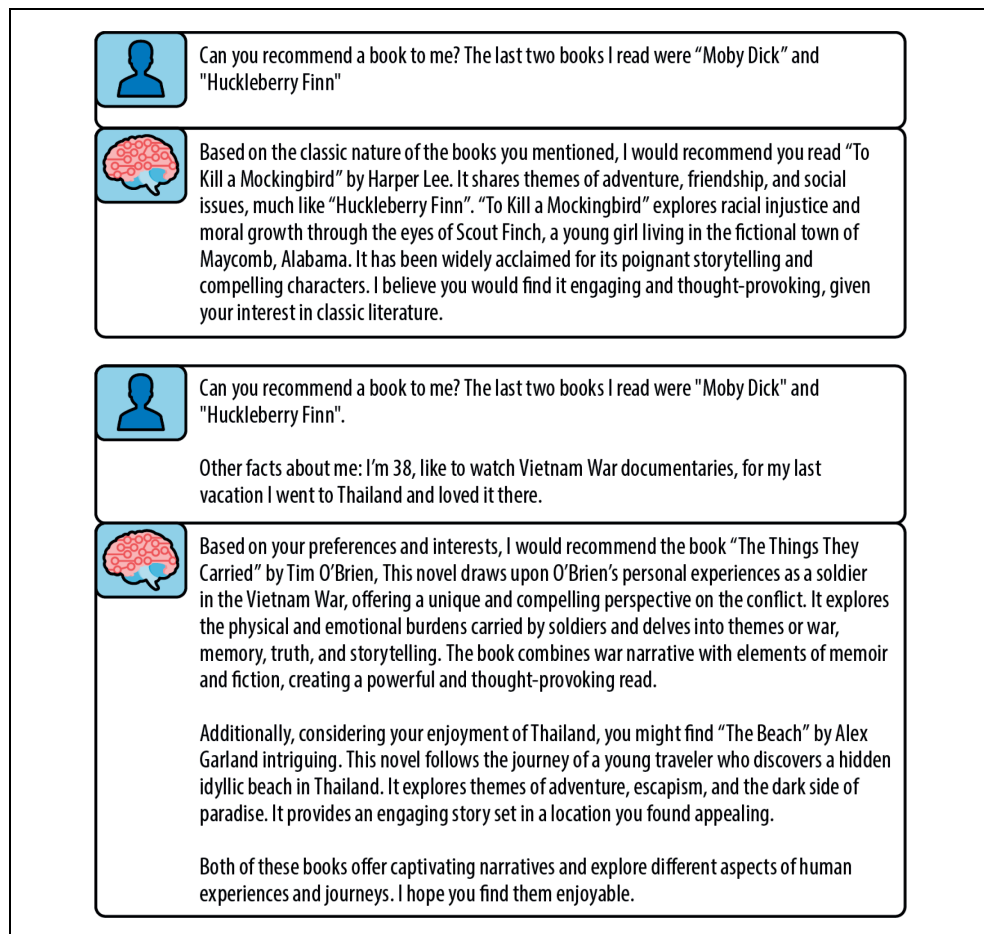 Can you recommend a book to me? The last two books I read were “Moby Dick” and
"Huckleberry Finn"
Based on the classic nature of the books you mentioned, I would recommend you read “To
Kill a Mockingbird” by Harper Lee. It shares themes of adventure, friendship, and social
issues, much like “Huckleberry Finn”. “To Kill a Mockingbird” explores racial injustice and
moral growth through the eyes of Scout Finch, a young girl living in the fictional town of
Maycomb, Alabama. It has been widely acclaimed for its poignant storytelling and
compelling characters. I believe you would find it engaging and thought-provoking, given
your interest in classic literature.
Can you recommend a book to me? The last two books I read were "Moby Dick" and
"Huckleberry Finn".
Other facts about me: I’m 38, like to watch Vietnam War documentaries, for my last
vacation I went to Thailand and loved it there.
Based on your preferences and interests, I would recommend the book “The Things They
Carried” by Tim O’Brien, This novel draws upon O’Brien’s personal experiences as a soldier
in the Vietnam War, offering a unique and compelling perspective on the conflict. It explores
the physical and emotional burdens carried by soldiers and delves into themes or war,
memory, truth, and storytelling. The book combines war narrative with elements of memoir
and fiction, creating a powerful and thought-provoking read.
Additionally, considering your enjoyment of Thailand, you might find “The Beach” by Alex
Garland intriguing. This novel follows the journey of a young traveler who discovers a hidden
idyllic beach in Thailand. It explores themes of adventure, escapism, and the dark side of
paradise. It provides an engaging story set in a location you found appealing.
Both of these books offer captivating narratives and explore different aspects of human
experiences and journeys. I hope you find them enjoyable.